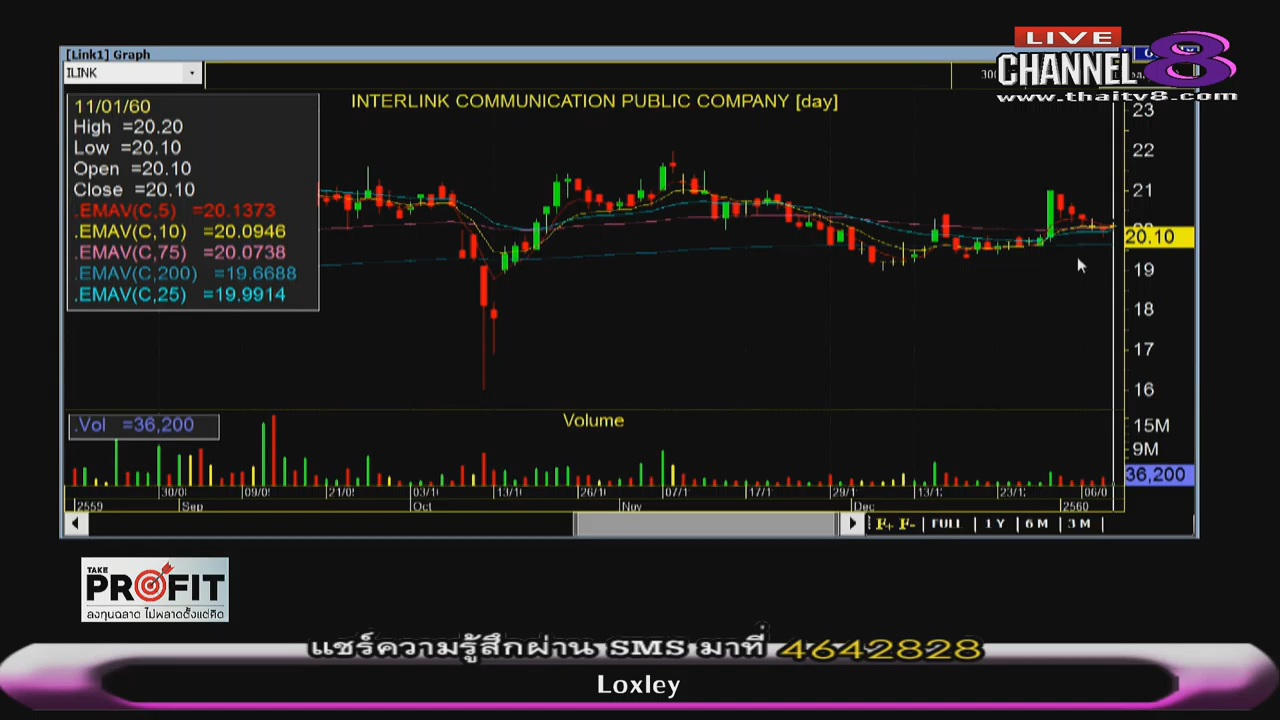 LIVE
CHANNEL 8
www.thaitv8.com
[Link1] Graph
ILINK
INTERLINK COMMUNICATION PUBLIC COMPANY [day]
11/01/60
High =20.20
Low =20.10
Open =20.10
Close =20.10
.EMAV(C,5) =20.1373
.EMAV(C,10) =20.0946
.EMAV(C,75) =20.0738
.EMAV(C,200) =19.6688
.EMAV(C,25) =19.9914
23
22
21
20
20.10
19
18
17
16
.Vol =36,200
Volume
15M
9M
36,200
30/0 09/0 21/0 03/1 13/1 26/1 07/1 17/1 29/1 13/1 23/1 06/0
2559 Sep Oct Nov Dec 2560
F+ F- FULL 1 Y 6 M 3 M
TAKE
PROFIT
ลงทุนฉลาด ไม่พลาดตั้งแต่คิด
แชร์ความรู้สึกผ่าน SMS มาที่ 4642828
Loxley